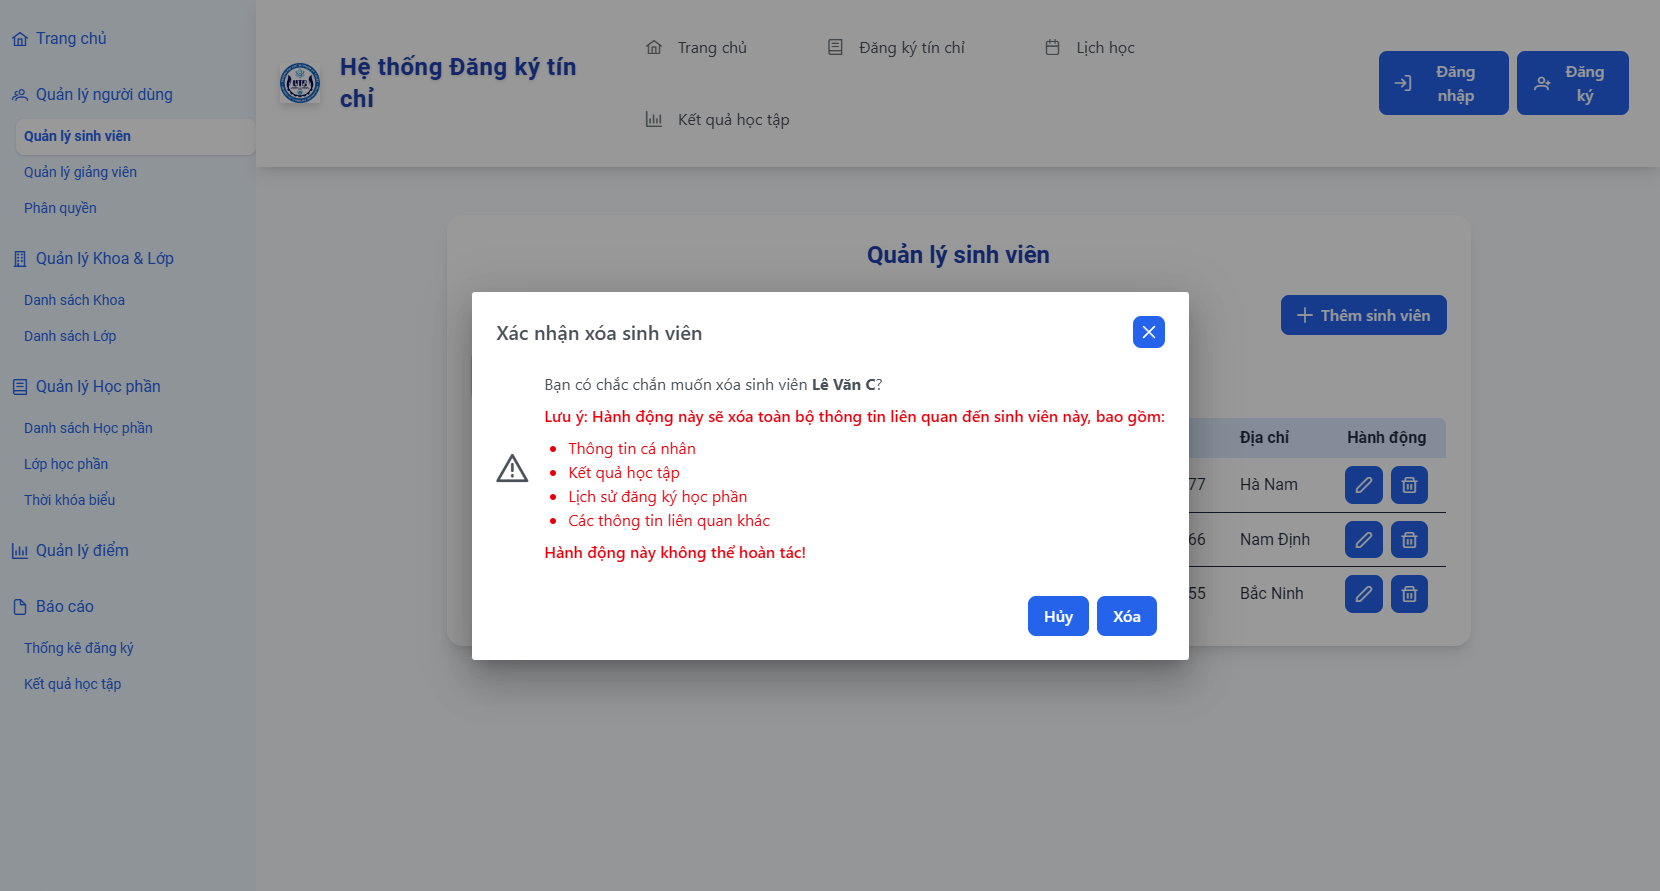 Trang chủ
Quản lý người dùng
Quản lý sinh viên
Quản lý giảng viên
Phân quyền
Quản lý Khoa & Lớp
Danh sách Khoa
Danh sách Lớp
Quản lý Học phần
Danh sách Học phần
Lớp học phần
Thời khóa biểu
Quản lý điểm
Báo cáo
Thống kê đăng ký
Kết quả học tập
Hệ thống Đăng ký tín
chỉ
Trang chủ
Đăng ký tín chỉ
Lịch học
Kết quả học tập
Đăng
nhập
Đăng
ký
Quản lý sinh viên
Thêm sinh viên
Địa chỉ
Hành động
77
Hà Nam
66
Nam Định
55
Bắc Ninh
Xác nhận xóa sinh viên
Bạn có chắc chắn muốn xóa sinh viên Lê Văn C?
Lưu ý: Hành động này sẽ xóa toàn bộ thông tin liên quan đến sinh viên này, bao gồm:
• Thông tin cá nhân
• Kết quả học tập
• Lịch sử đăng ký học phần
• Các thông tin liên quan khác
Hành động này không thể hoàn tác!
Hủy
Xóa